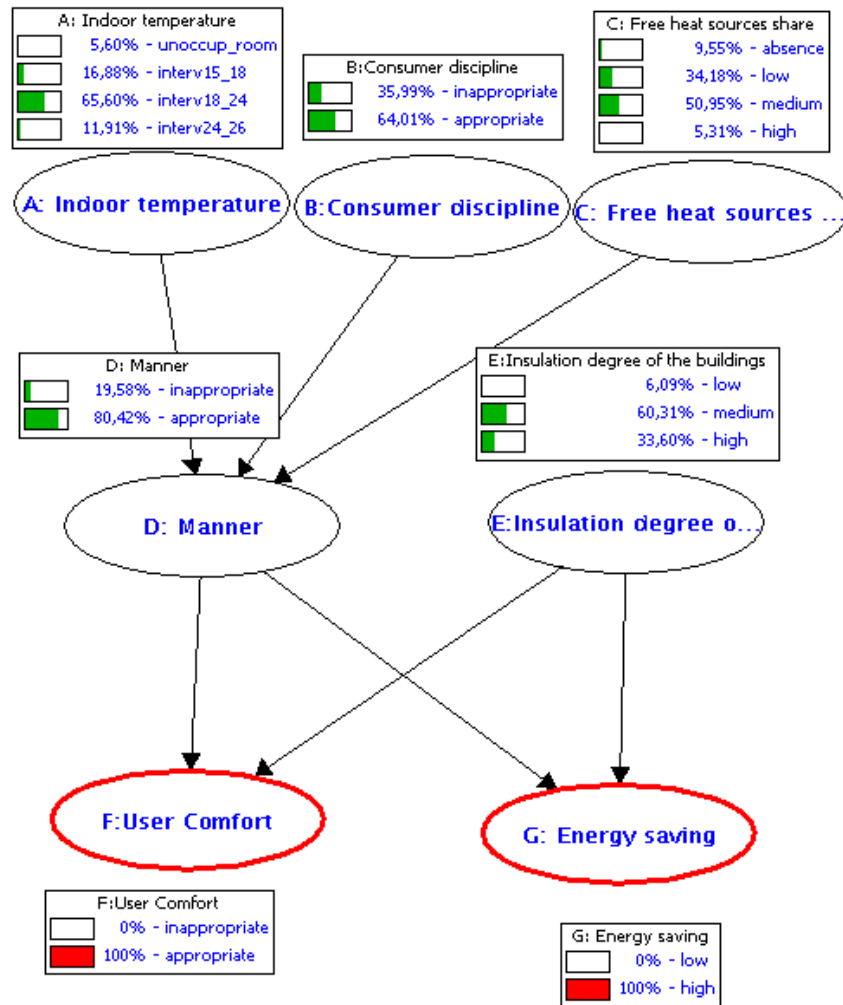 A: Indoor temperature
5,60% - unoccup_room
16,88% - interv15_18
65,60% - interv18_24
11,91% - interv24_26
B:Consumer discipline
35,99% - inappropriate
64,01% - appropriate
C: Free heat sources share
9,55% - absence
34,18% - low
50,95% - medium
5,31% - high
A: Indoor temperature
B:Consumer discipline
C: Free heat sources ...
D: Manner
19,58% - inappropriate
80,42% - appropriate
E:Insulation degree of the buildings
6,09% - low
60,31% - medium
33,60% - high
D: Manner
E:Insulation degree o...
F:User Comfort
G: Energy saving
F:User Comfort
0% - inappropriate
100% - appropriate
G: Energy saving
0% - low
100% - high